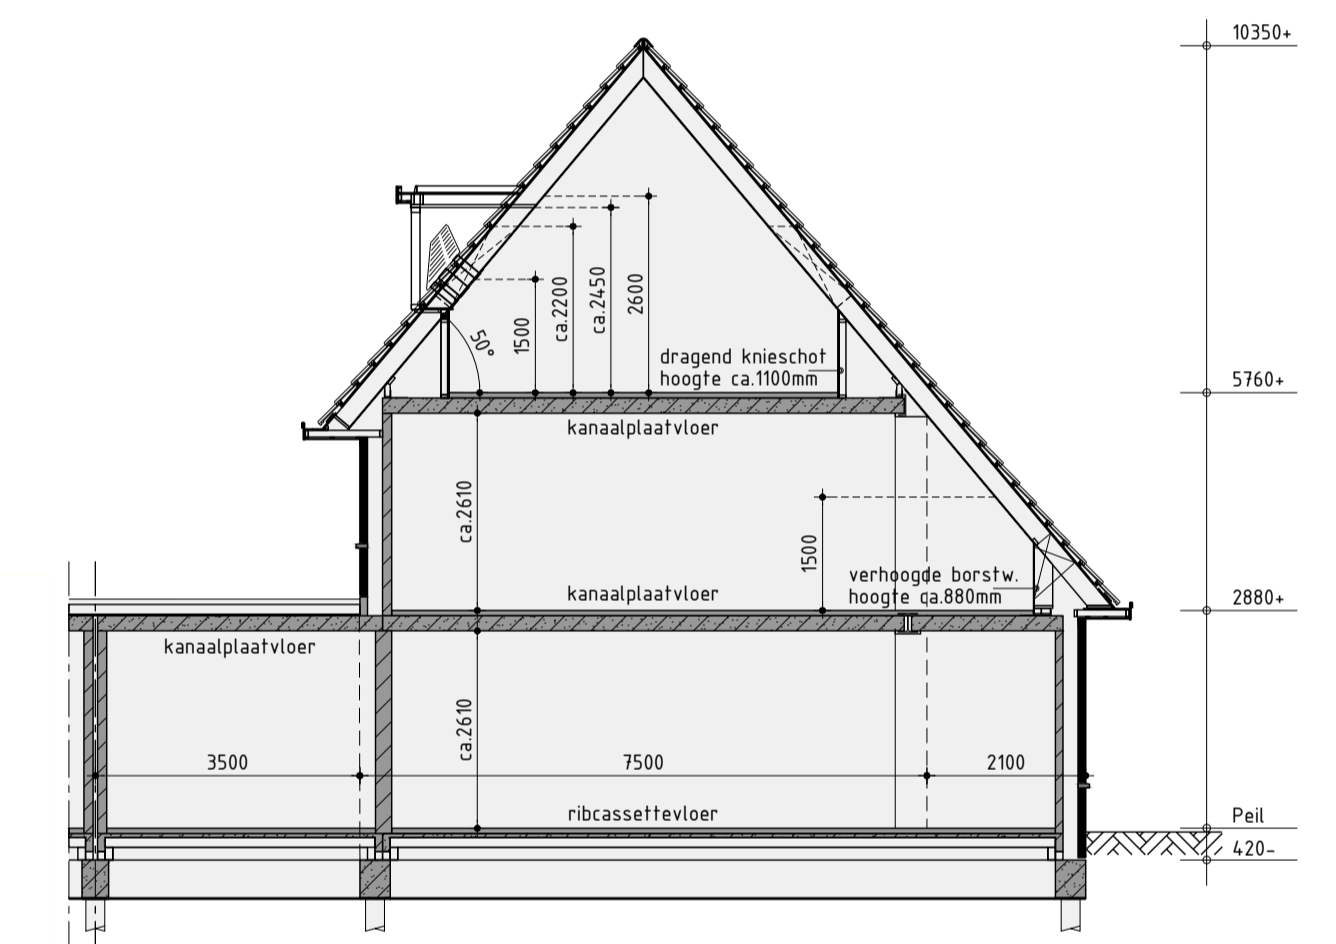 10350+
1500
ca.2200
ca.2450
2600
50°
dragend knieschot
hoogte ca.1100mm
5760+
kanaalplaatvloer
ca.2610
1500
verhoogde borstw.
hoogte ca.880mm
kanaalplaatvloer
2880+
kanaalplaatvloer
ca.2610
3500
7500
2100
ribcassettevloer
Peil
420-